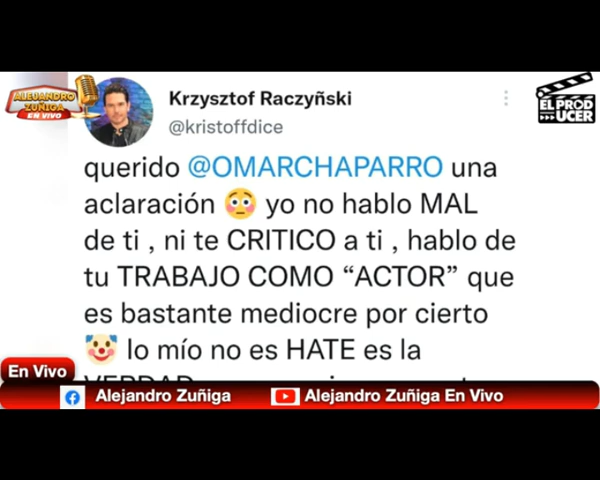 ALEJANDRO
ZUÑIGA
EN VIVO
EL PROD
UCER
Krzysztof Raczyñski
@kristoffdice
querido @OMARCHAPARRO una
aclaración 😳 yo no hablo MAL
de ti , ni te CRITICO a ti , hablo de
tu TRABAJO COMO “ACTOR” que
es bastante mediocre por cierto
🤡 lo mío no es HATE es la
VERDAD
En Vivo
Alejandro Zuñiga
Alejandro Zuñiga En Vivo